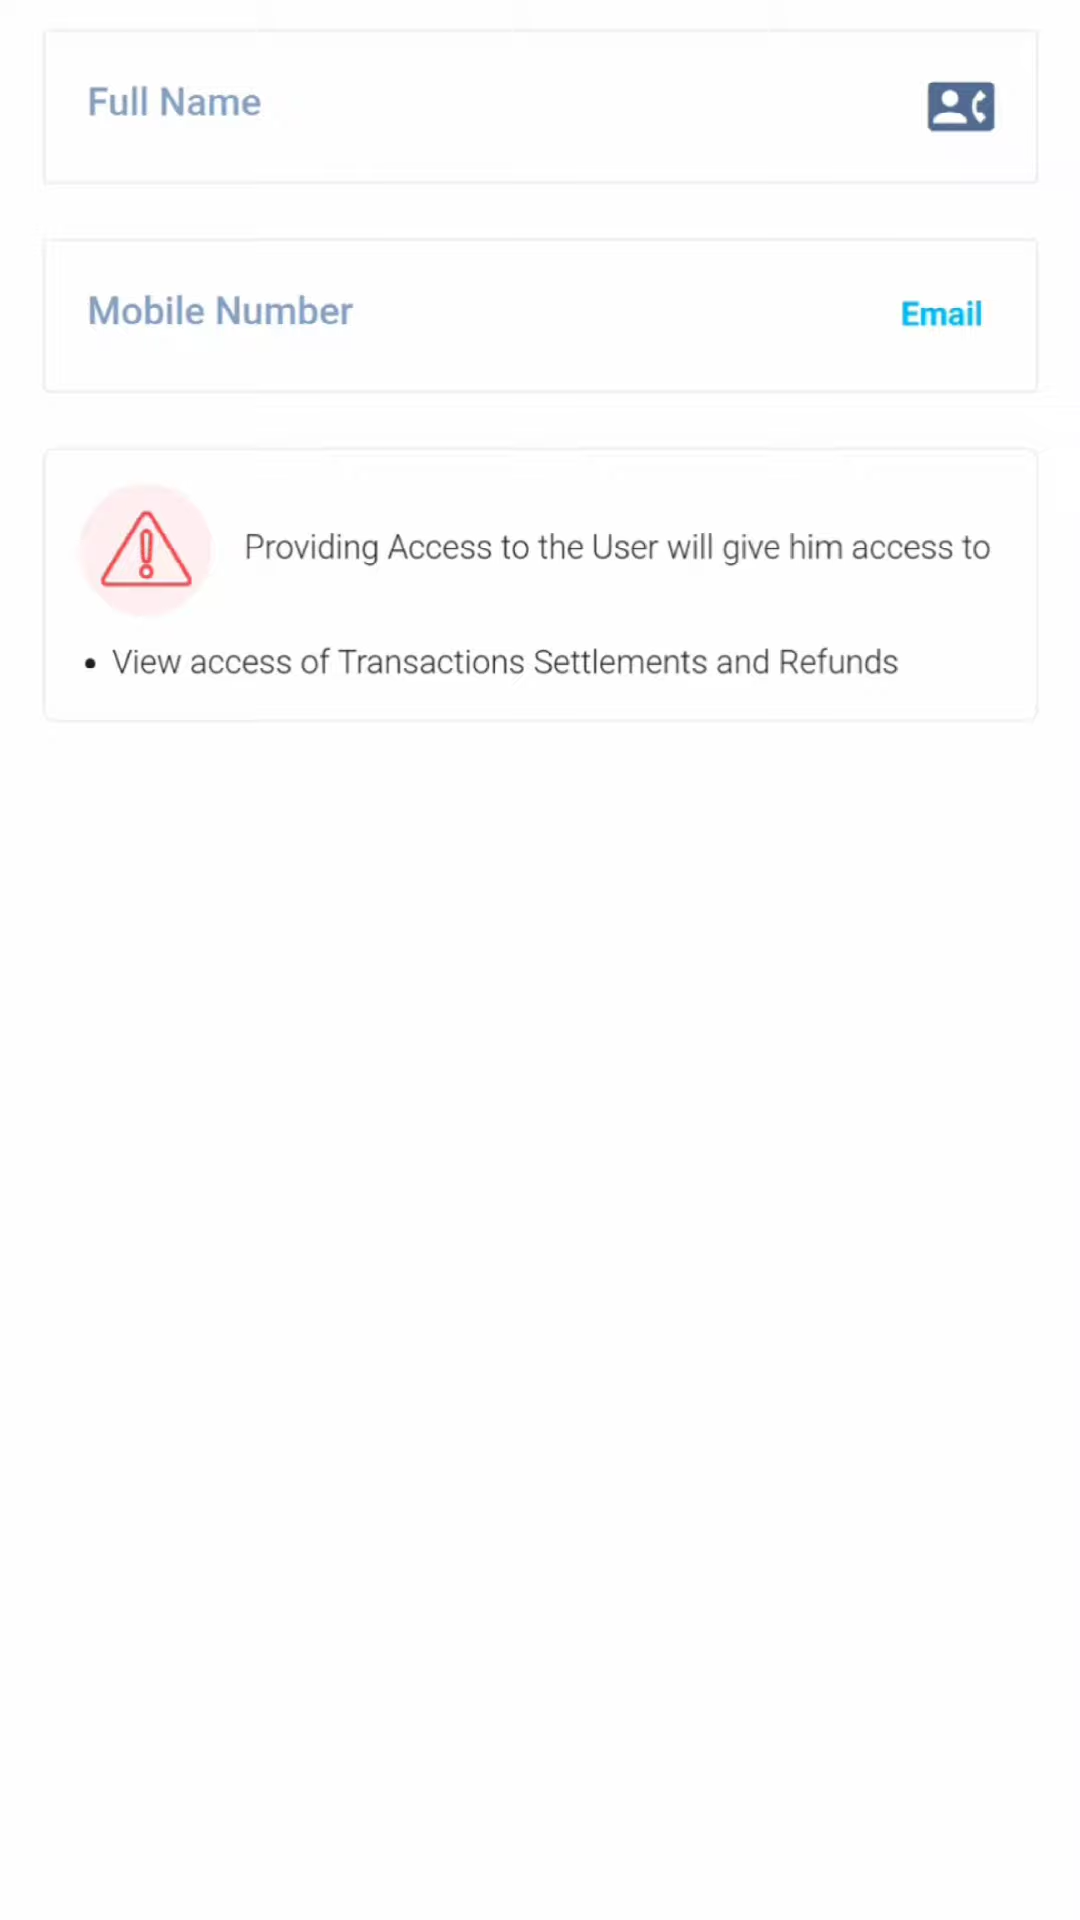 Full Name
Mobile Number
Email
Providing Access to the User will give him access to
• View access of Transactions Settlements and Refunds